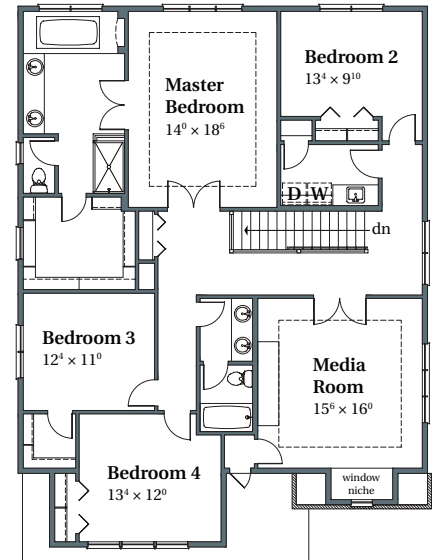 Master
Bedroom
14⁰ × 18⁶
Bedroom 2
13⁴ × 9¹⁰
D W
dn
Bedroom 3
12⁴ × 11⁰
Media
Room
15⁶ × 16⁰
Bedroom 4
13⁴ × 12⁰
window
niche